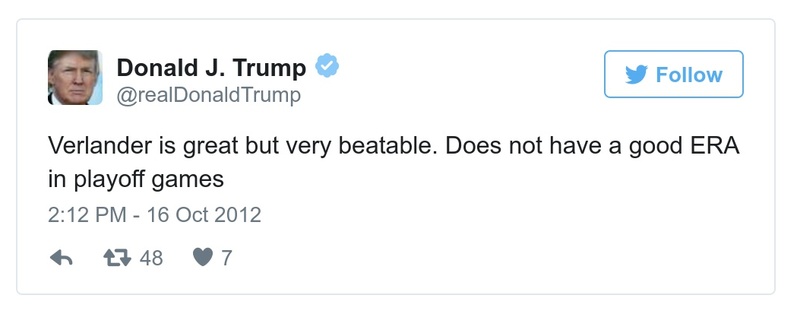 Donald J. Trump
@realDonaldTrump
Follow
Verlander is great but very beatable. Does not have a good ERA
in playoff games
2:12 PM - 16 Oct 2012
48 7